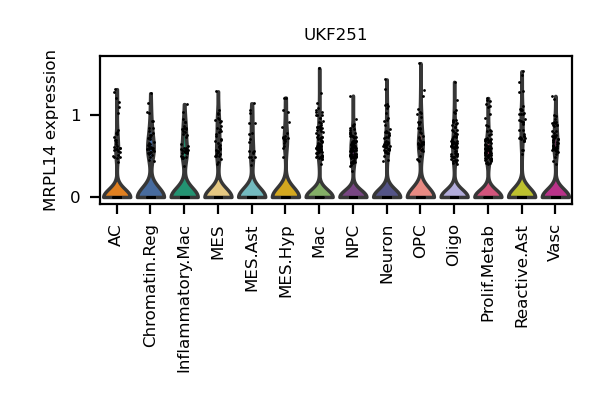 UKF251
MRPL14 expression
1
0
AC
Chromatin.Reg
Inflammatory.Mac
MES
MES.Ast
MES.Hyp
Mac
NPC
Neuron
OPC
Oligo
Prolif.Metab
Reactive.Ast
Vasc